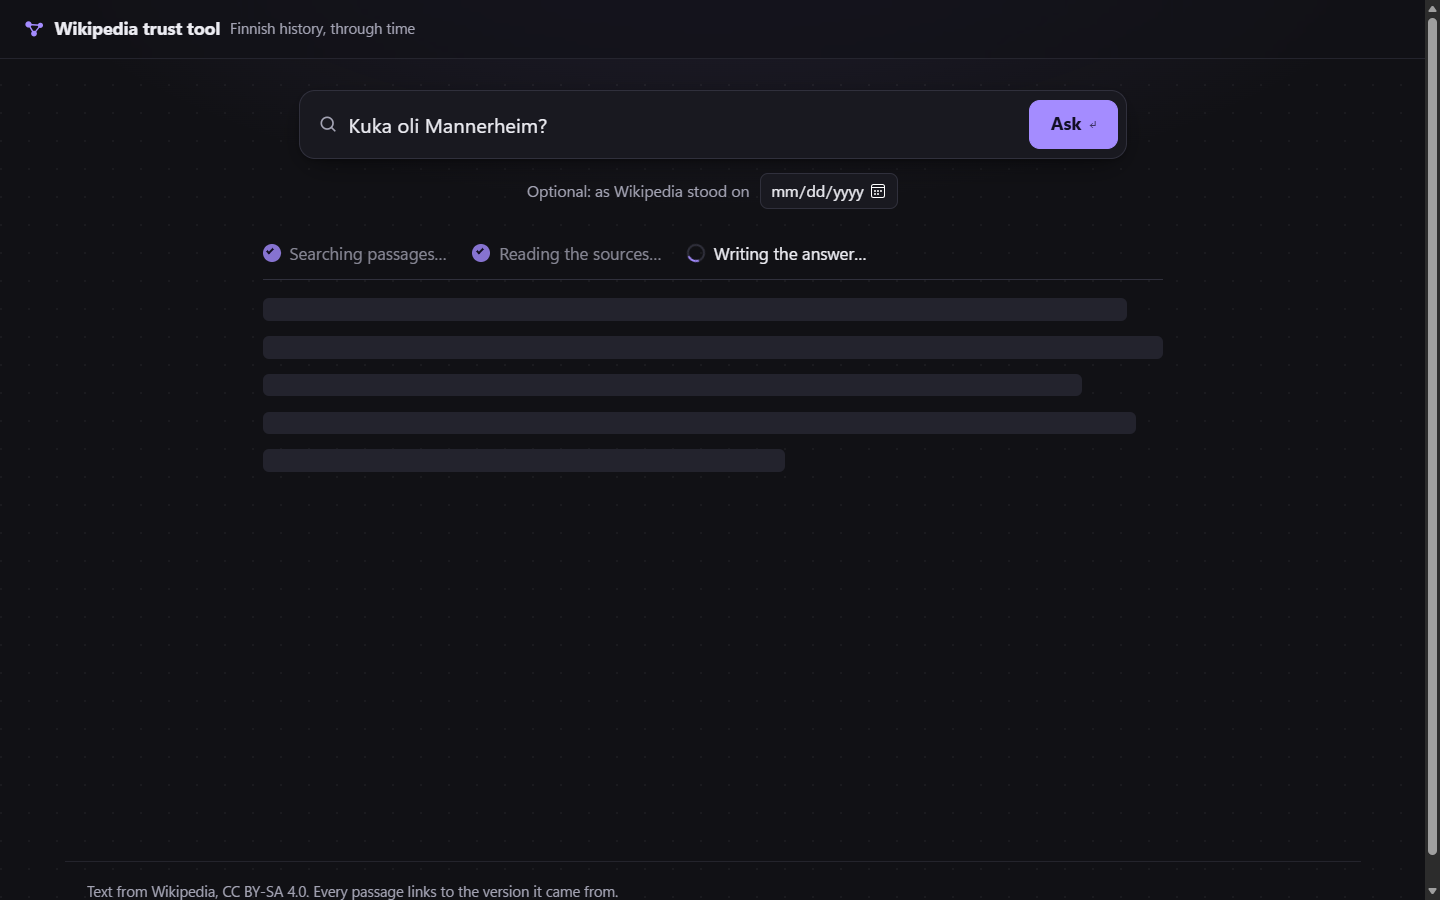 Wikipedia trust tool Finnish history, through time
Kuka oli Mannerheim?
Ask ↵
Optional: as Wikipedia stood on mm/dd/yyyy
Searching passages... Reading the sources... Writing the answer...
Text from Wikipedia, CC BY-SA 4.0. Every passage links to the version it came from.